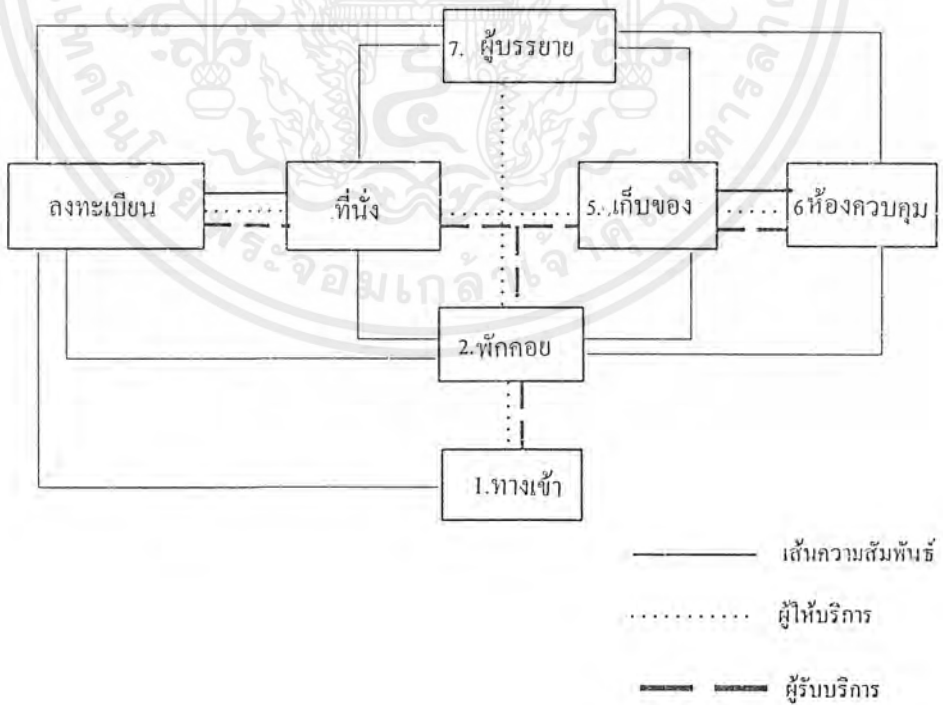 7. ผู้บรรยาย
ลงทะเบียน
ที่นั่ง
5. เก็บของ
6 ห้องควบคุม
2. พักคอย
1. ทางเข้า
เส้นความสัมพันธ์
ผู้ให้บริการ
ผู้รับบริการ